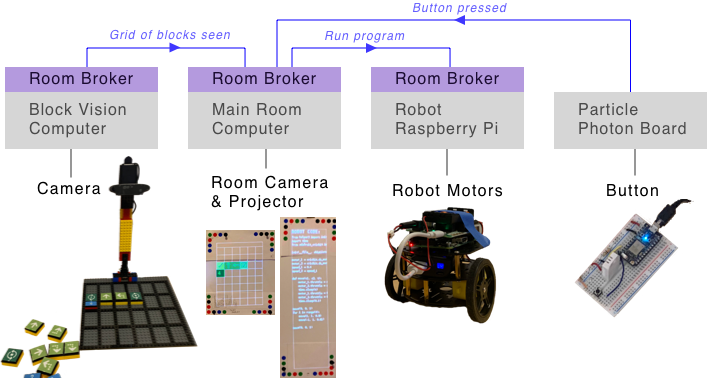 Button pressed
Grid of blocks seen
Run program
Room Broker
Room Broker
Room Broker
Block Vision
Computer
Main Room
Computer
Robot
Raspberry Pi
Particle
Photon Board
Camera
Room Camera
& Projector
Robot Motors
Button